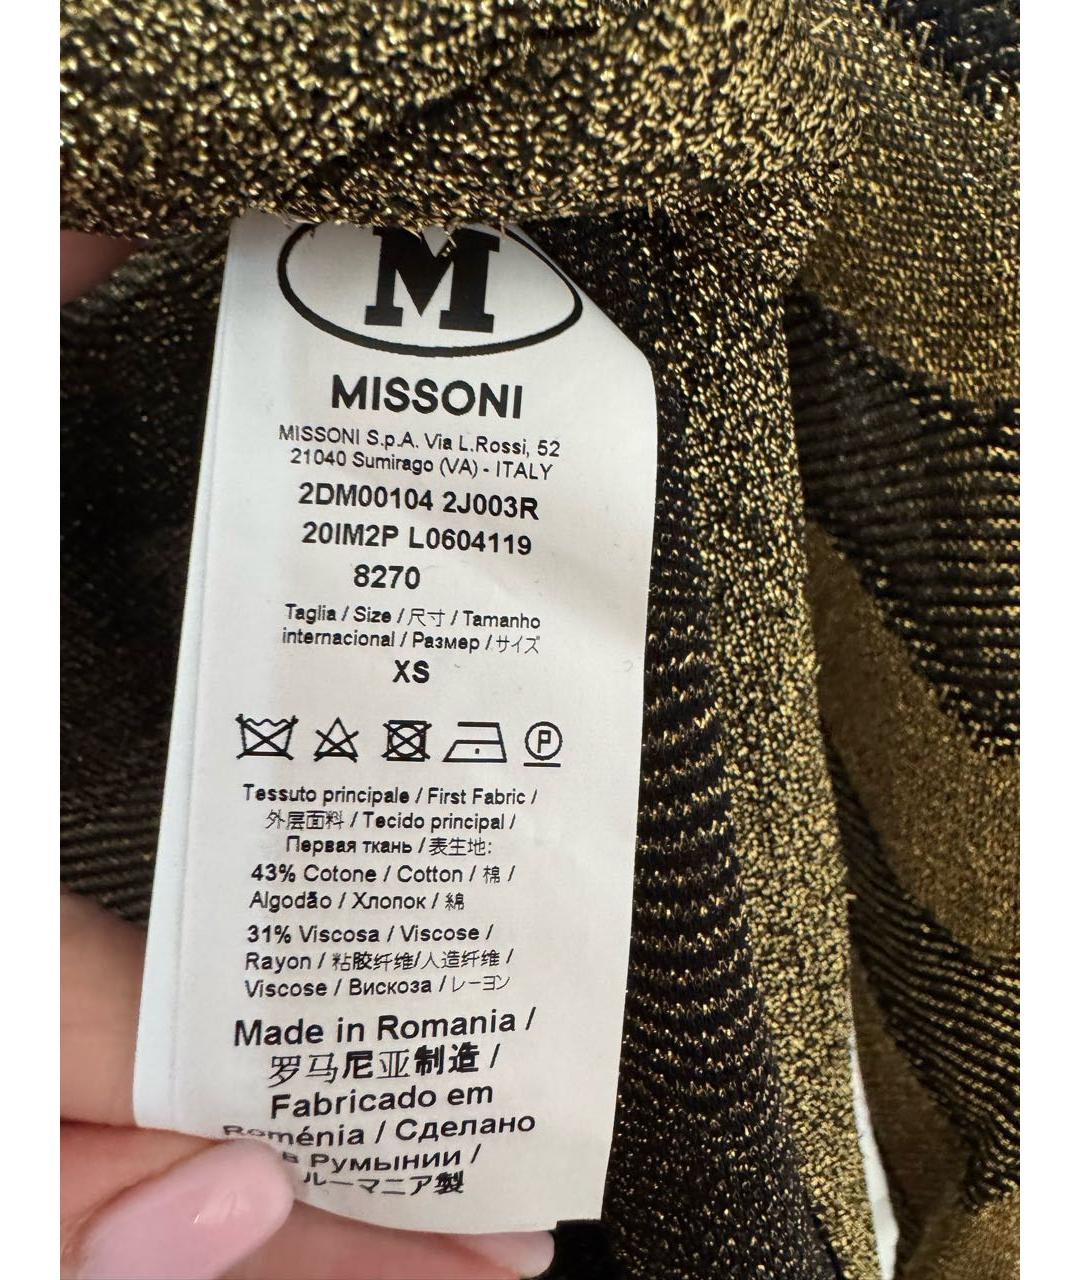 M
MISSONI
MISSONI S.p.A. Via L.Rossi, 52
21040 Sumirago (VA) - ITALY
2DM00104 2J003R
20IM2P L0604119
8270
Taglia / Size / 尺寸 / Tamanho
internacional / Размер / サイズ
XS
P
Tessuto principale / First Fabric /
外层面料 / Tecido principal /
Первая ткань / 表生地:
43% Cotone / Cotton / 棉 /
Algodão / Хлопок / 綿
31% Viscosa / Viscose /
Rayon / 粘胶纤维/人造纤维 /
Viscose / Вискоза / レーヨン
Made in Romania /
罗马尼亚制造 /
Fabricado em
Roménia / Сделано
в Румынии /
ルーマニア製